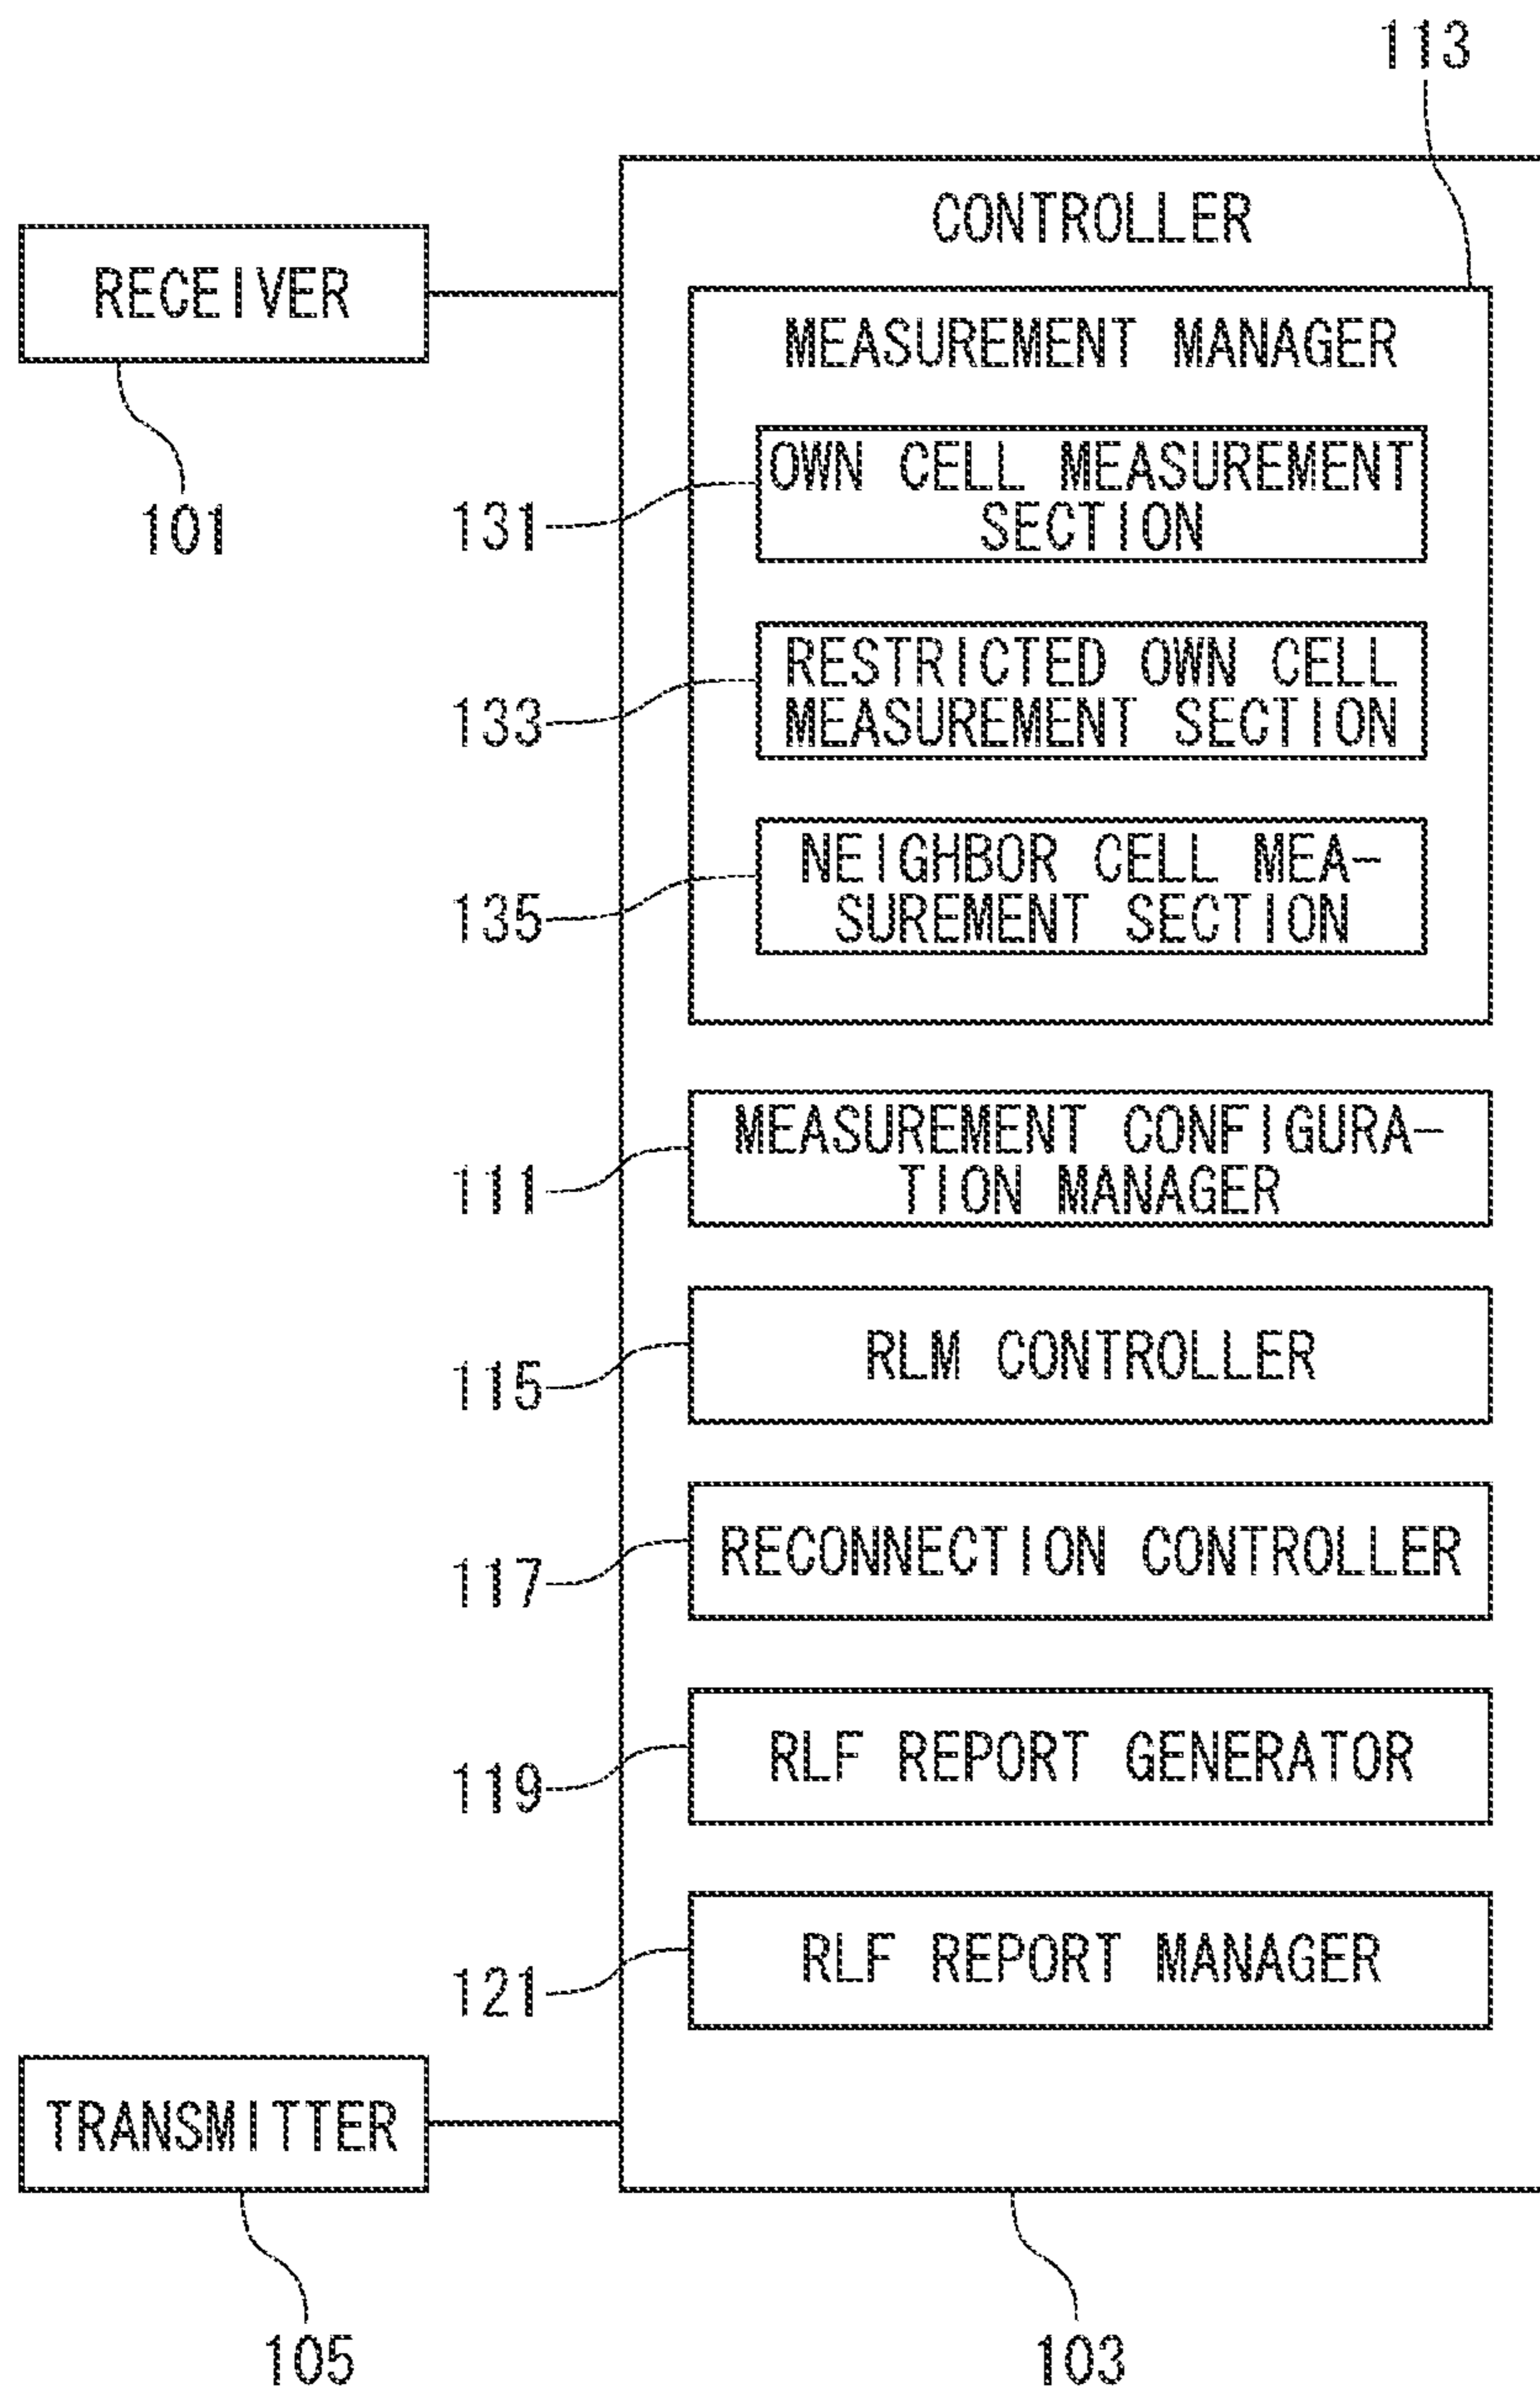 113
CONTROLLER
RECEIVER
MEASUREMENT MANAGER
101
131
OWN CELL MEASUREMENT
SECTION
133
RESTRICTED OWN CELL
MEASUREMENT SECTION
135
NEIGHBOR CELL MEA-
SUREMENT SECTION
111
MEASUREMENT CONFIGURA-
TION MANAGER
115
RLM CONTROLLER
117
RECONNECTION CONTROLLER
119
RLF REPORT GENERATOR
121
RLF REPORT MANAGER
TRANSMITTER
105
103